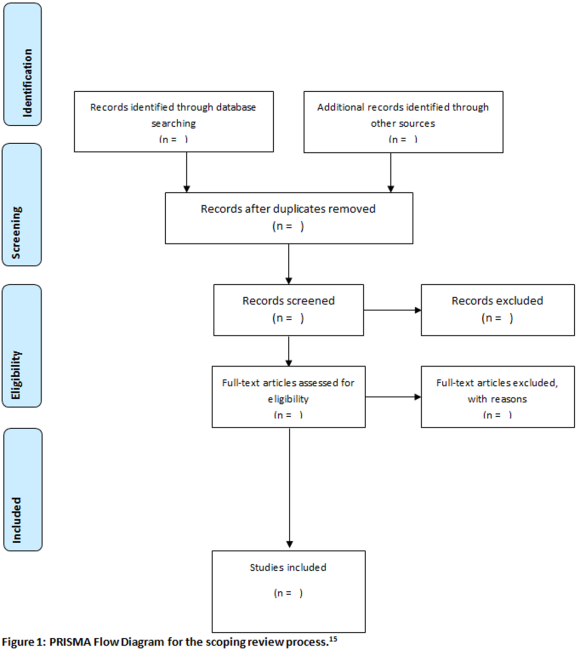 Identification
Records identified through database
searching
(n = )
Additional records identified through
other sources
(n = )
Screening
Records after duplicates removed
(n = )
Records screened
(n = )
Records excluded
(n = )
Eligibility
Full-text articles assessed for
eligibility
(n = )
Full-text articles excluded,
with reasons
(n = )
Included
Studies included
(n = )
Figure 1: PRISMA Flow Diagram for the scoping review process.15